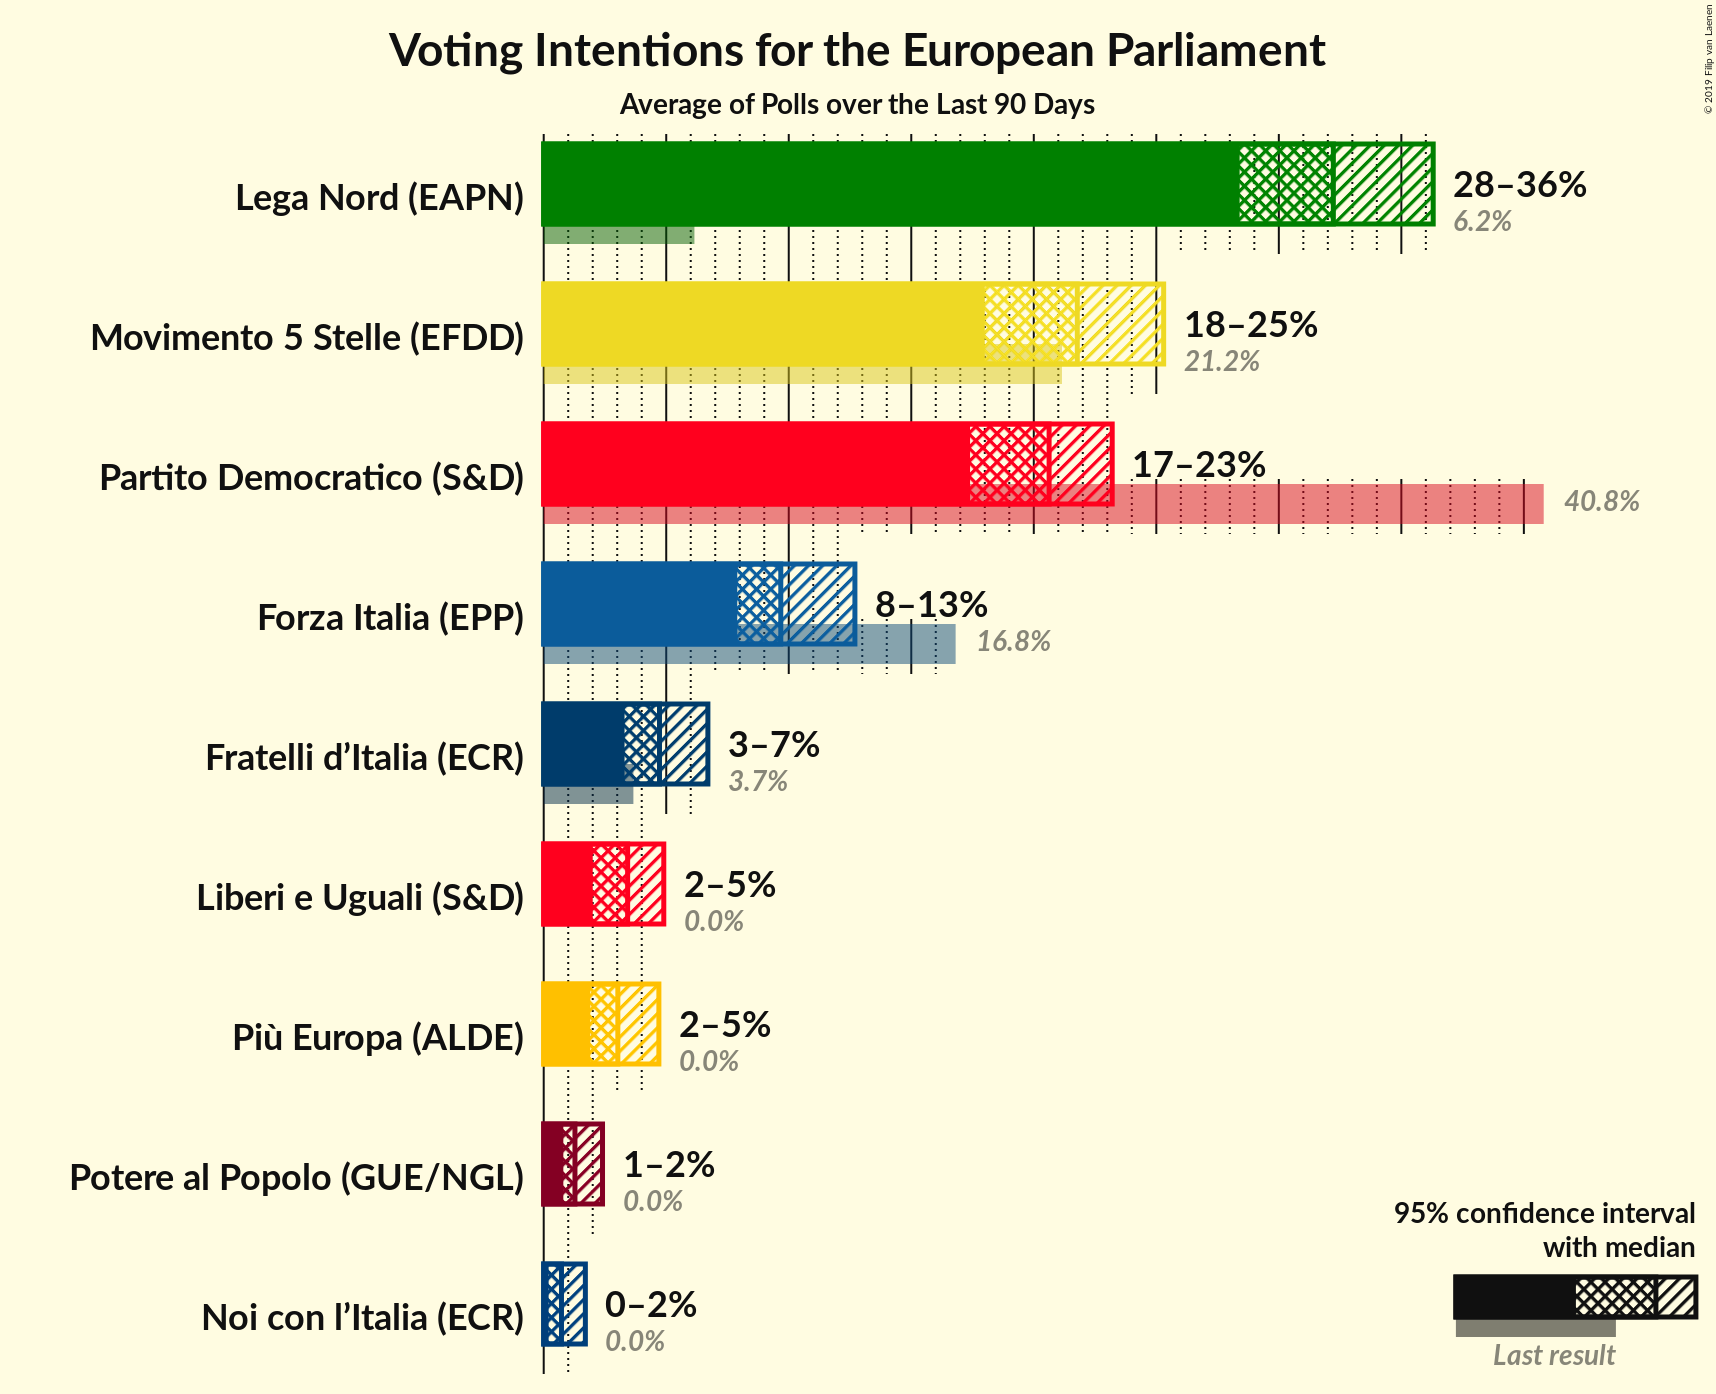 Voting Intentions for the European Parliament
Average of Polls over the Last 90 Days
© 2019 Filip van Laenen
Lega Nord (EAPN)
28–36%
6.2%
Movimento 5 Stelle (EFDD)
18–25%
21.2%
Partito Democratico (S&D)
17–23%
40.8%
Forza Italia (EPP)
8–13%
16.8%
Fratelli d’Italia (ECR)
3–7%
3.7%
Liberi e Uguali (S&D)
2–5%
0.0%
Più Europa (ALDE)
2–5%
0.0%
Potere al Popolo (GUE/NGL)
1–2%
0.0%
Noi con l’Italia (ECR)
0–2%
0.0%
95% confidence interval
with median
Last result